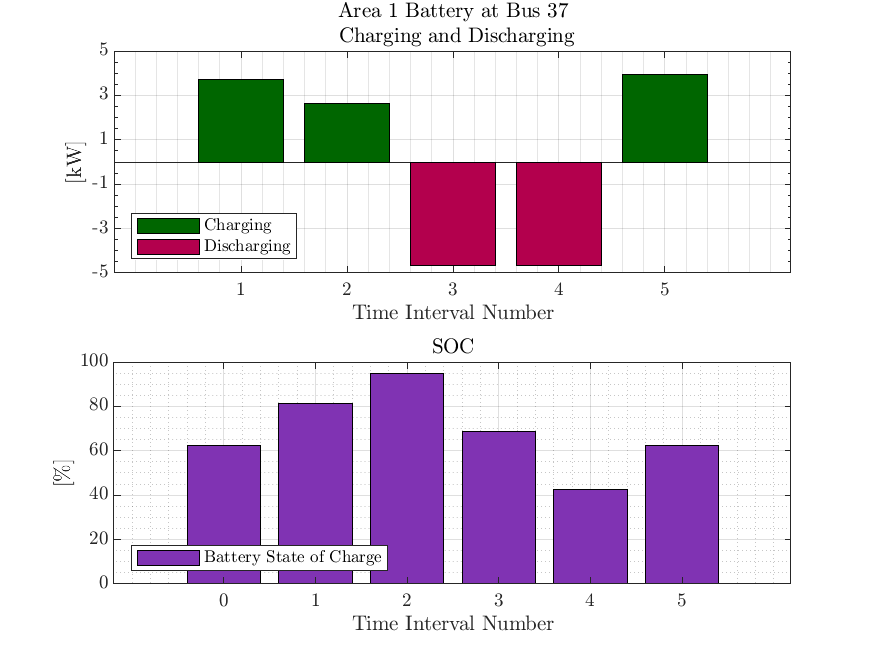 Area 1 Battery at Bus 37
Charging and Discharging
5
3
1
-1
-3
-5
[kW]
Charging
Discharging
1 2 3 4 5
Time Interval Number
SOC
100
80
60
40
20
0
[%]
Battery State of Charge
0 1 2 3 4 5
Time Interval Number